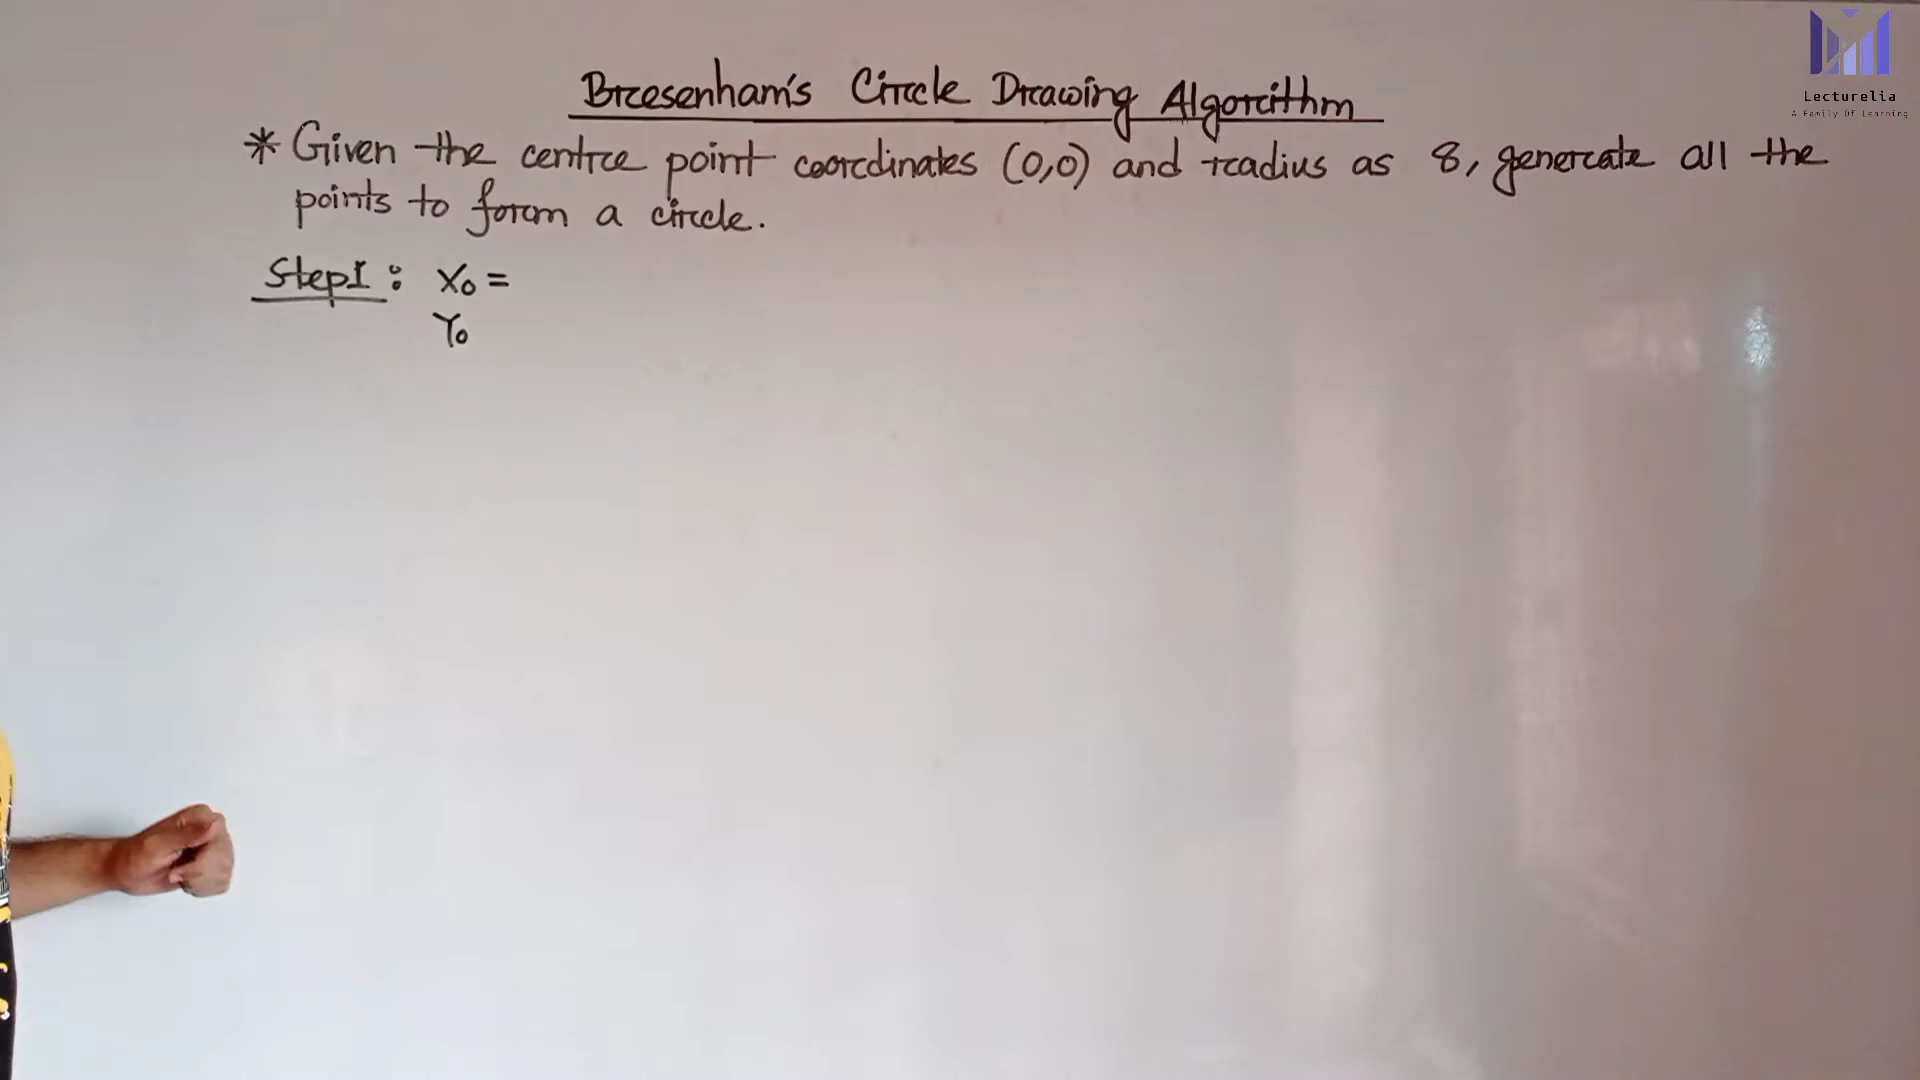 Bresenham's Circle Drawing Algorithm
* Given the centre point coordinates (0,0) and radius as 8, generate all the
points to form a circle.
Step1: X0 =
Y0
Lecturelia
A Family Of Learning